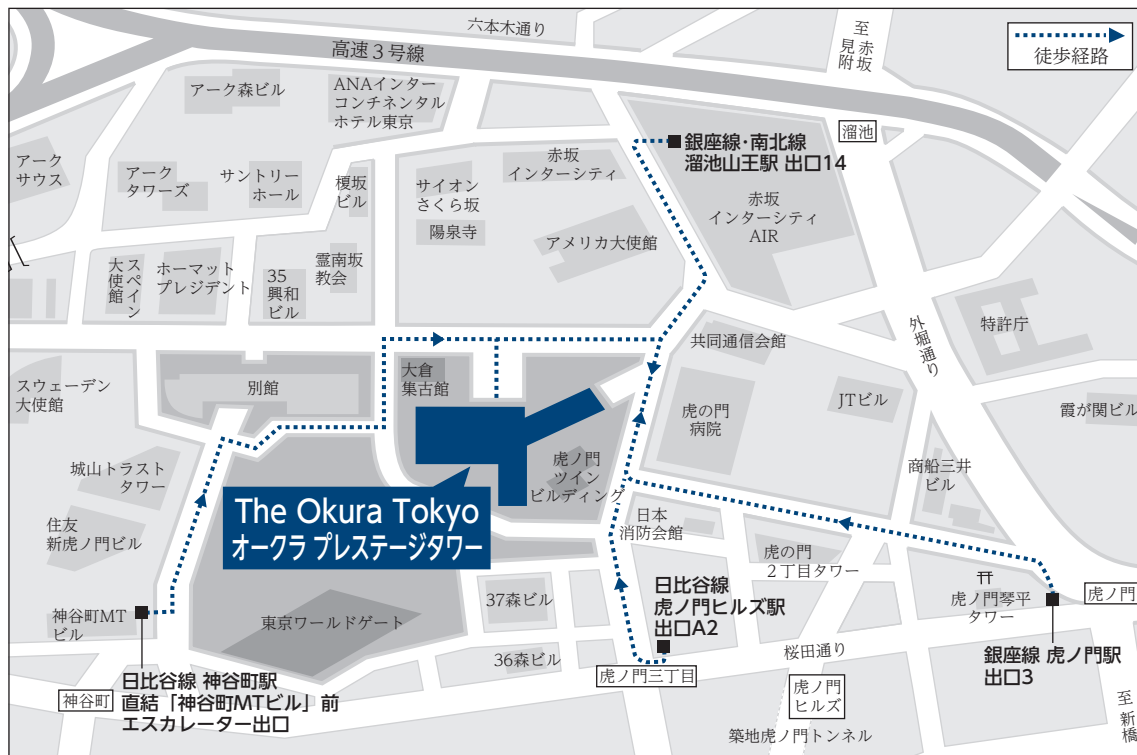 六本木通り
高速3号線
至
赤坂
見附
徒歩経路
アーク森ビル
ANAインター
コンチネンタル
ホテル東京
溜池
銀座線・南北線
溜池山王駅 出口14
アーク
サウス
アーク
タワーズ
サントリー
ホール
榎坂
ビル
サイオン
さくら坂
赤坂
インターシティ
赤坂
インターシティ
AIR
陽泉寺
アメリカ大使館
スペイン
大使館
ホーマット
プレジデント
35
興和
ビル
霊南坂
教会
外堀通り
特許庁
共同通信会館
スウェーデン
大使館
別館
大倉
集古館
虎の門
病院
JTビル
霞が関ビル
城山トラスト
タワー
虎ノ門
ツイン
ビルディング
商船三井
ビル
The Okura Tokyo
オークラ プレステージタワー
住友
新虎ノ門ビル
日本
消防会館
虎の門
2丁目タワー
日比谷線
虎ノ門ヒルズ駅
出口A2
37森ビル
虎ノ門琴平
タワー
虎ノ門
神谷町MT
ビル
東京ワールドゲート
36森ビル
桜田通り
銀座線 虎ノ門駅
出口3
虎ノ門三丁目
神谷町
日比谷線 神谷町駅
直結「神谷町MTビル」前
エスカレーター出口
虎ノ門
ヒルズ
築地虎ノ門トンネル
至
新橋